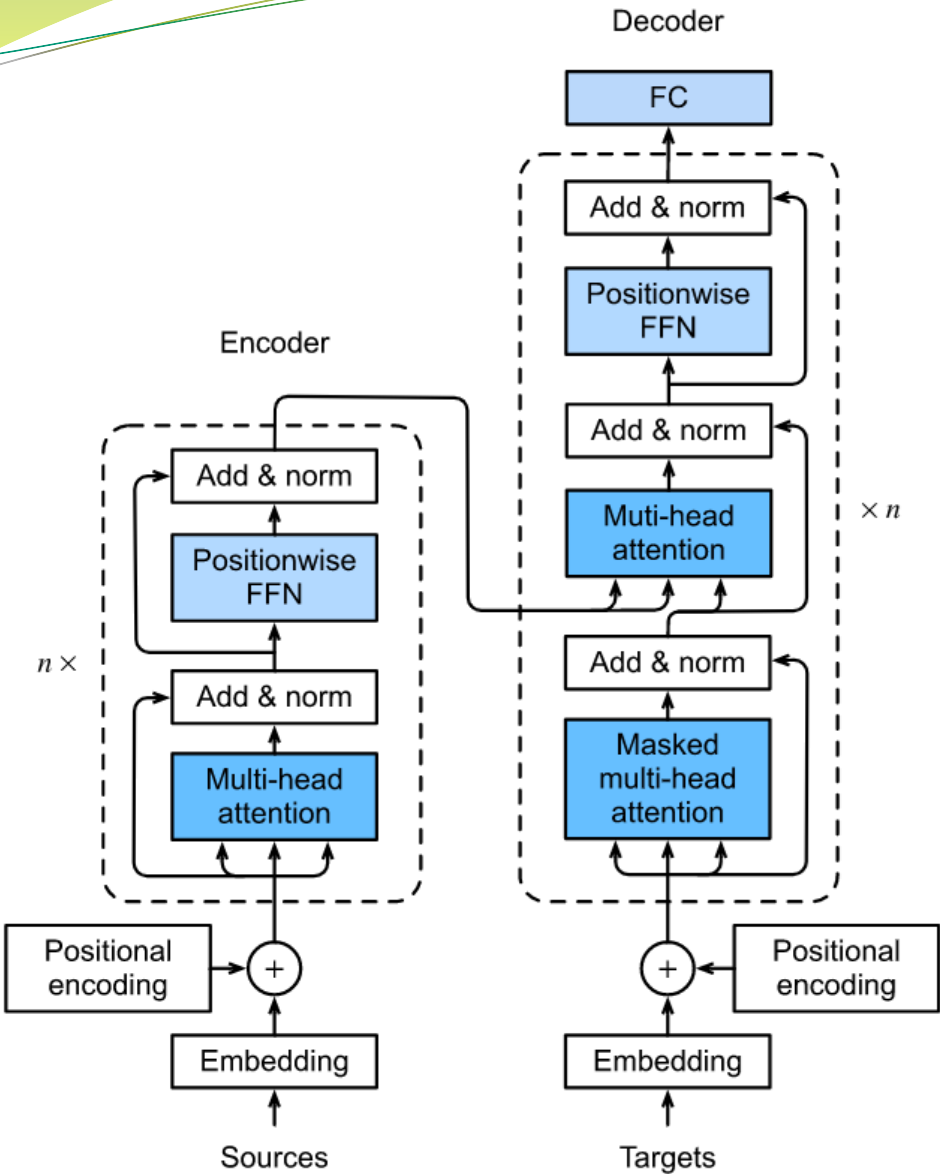 Decoder
FC
Add & norm
Positionwise
FFN
Add & norm
Muti-head
attention
× n
Add & norm
Masked
multi-head
attention
Positional
encoding
+
Embedding
Targets
Encoder
Add & norm
Positionwise
FFN
n ×
Add & norm
Multi-head
attention
Positional
encoding
+
Embedding
Sources